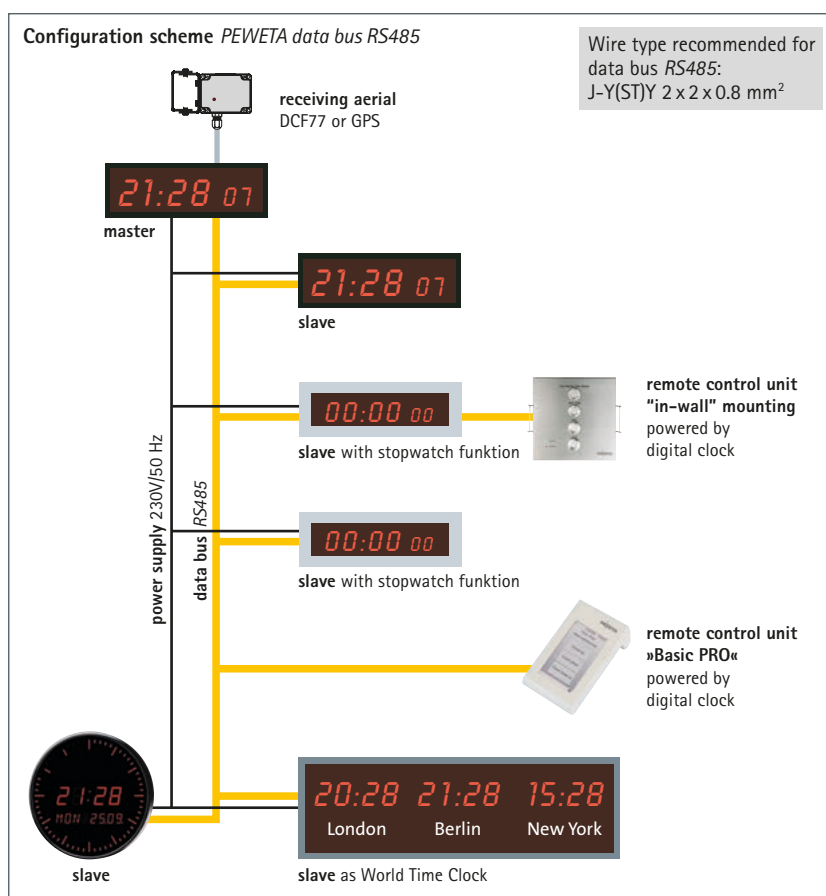 Configuration scheme PEWETA data bus RS485
Wire type recommended for
data bus RS485:
J-Y(ST)Y 2 x 2 x 0.8 mm²
receiving aerial
DCF77 or GPS
21:28 07
master
21:28 07
slave
00:00 00
slave with stopwatch funktion
remote control unit
"in-wall" mounting
powered by
digital clock
power supply 230V/50 Hz
data bus RS485
00:00 00
slave with stopwatch funktion
remote control unit
»Basic PRO«
powered by
digital clock
21:28
MON 25.09.
slave
20:28 21:28 15:28
London Berlin New York
slave as World Time Clock